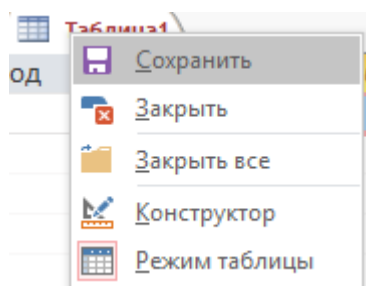 Таблица1
од
Сохранить
Закрыть
Закрыть все
Конструктор
Режим таблицы